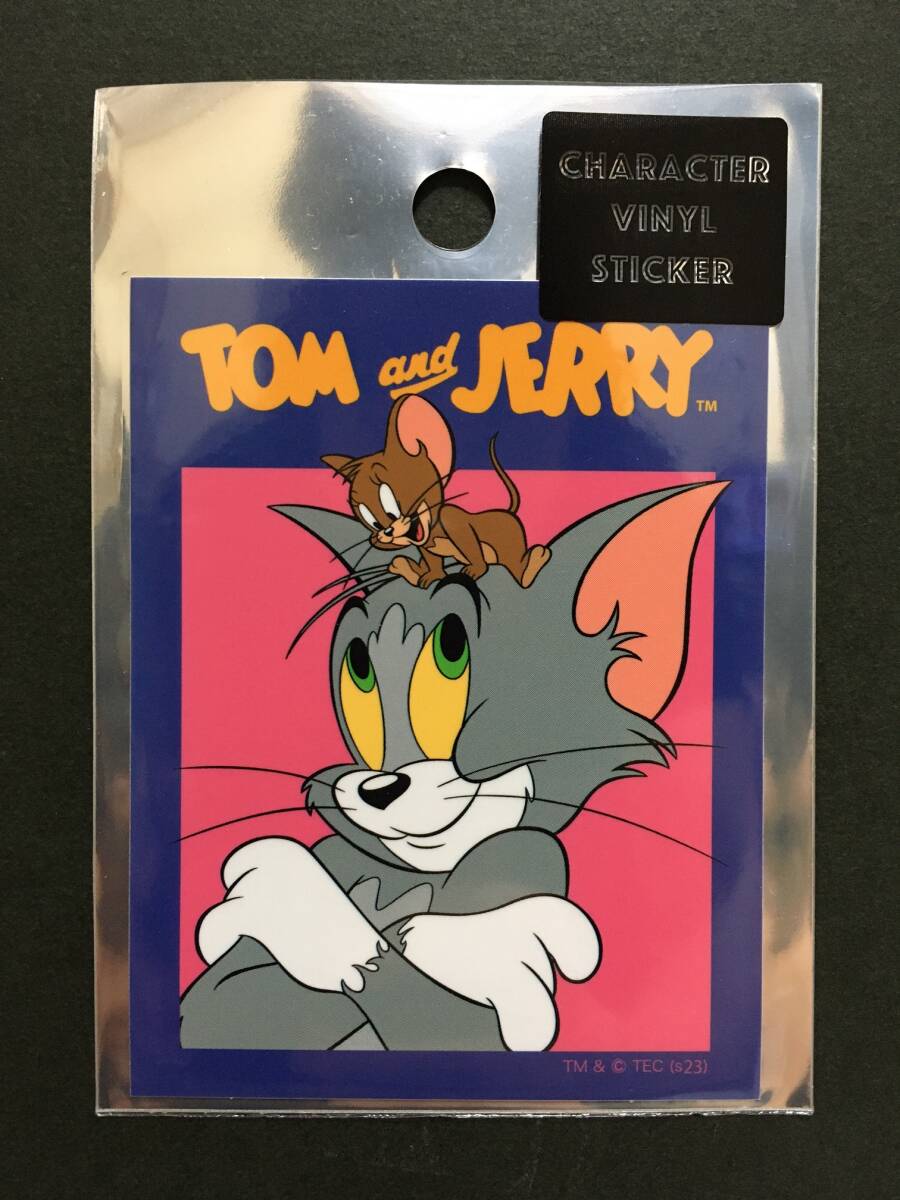 CHARACTER
VINYL
STICKER
TOM and JERRY™
TM & © TEC (s23)